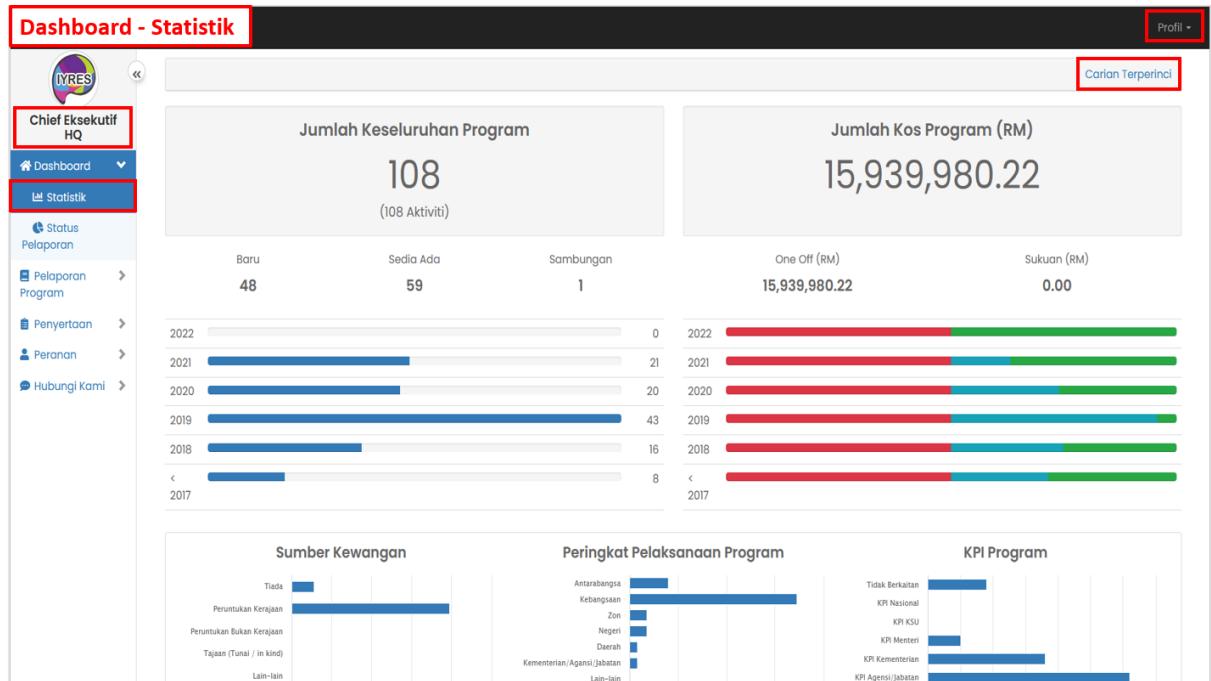 Dashboard - Statistik
Profil
IYRES
«
Carian Terperinci
Chief Eksekutif
HQ
Dashboard
Statistik
Status
Pelaporan
Pelaporan
Program
Penyertaan
Peranan
Hubungi Kami
Jumlah Keseluruhan Program
108
(108 Aktiviti)
Jumlah Kos Program (RM)
15,939,980.22
Baru
Sedia Ada
Sambungan
48
59
1
One Off (RM)
Sukuan (RM)
15,939,980.22
0.00
2022 0
2021 21
2020 20
2019 43
2018 16
< 8
2017
2022
2021
2020
2019
2018
<
2017
Sumber Kewangan
Tiada
Peruntukan Kerajaan
Peruntukan Bukan Kerajaan
Tajaan (Tunai / in kind)
Lain-lain
Peringkat Pelaksanaan Program
Antarabangsa
Kebangsaan
Zon
Negeri
Daerah
Kementerian/Agansi/Jabatan
Lain-lain
KPI Program
Tidak Berkaitan
KPI Nasional
KPI KSU
KPI Menteri
KPI Kementerian
KPI Agensi/Jabatan